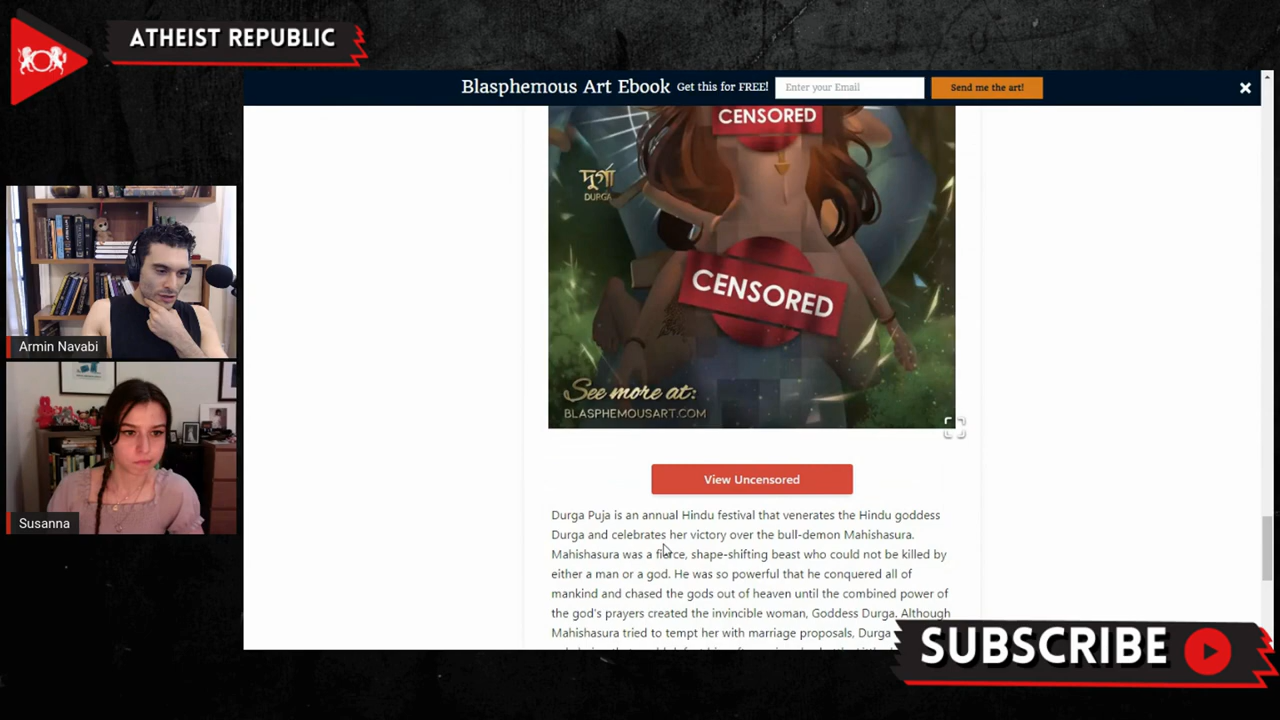 ATHEIST REPUBLIC
Blasphemous Art Ebook Get this for FREE! Enter your Email Send me the art!
CENSORED
দুর্গা
DURGA
CENSORED
See more at:
BLASPHEMOUSART.COM
View Uncensored
Durga Puja is an annual Hindu festival that venerates the Hindu goddess
Durga and celebrates her victory over the bull-demon Mahishasura.
Mahishasura was a fierce, shape-shifting beast who could not be killed by
either a man or a god. He was so powerful that he conquered all of
mankind and chased the gods out of heaven until the combined power of
the god's prayers created the invincible woman, Goddess Durga. Although
Mahishasura tried to tempt her with marriage proposals, Durga
Armin Navabi
Susanna
SUBSCRIBE